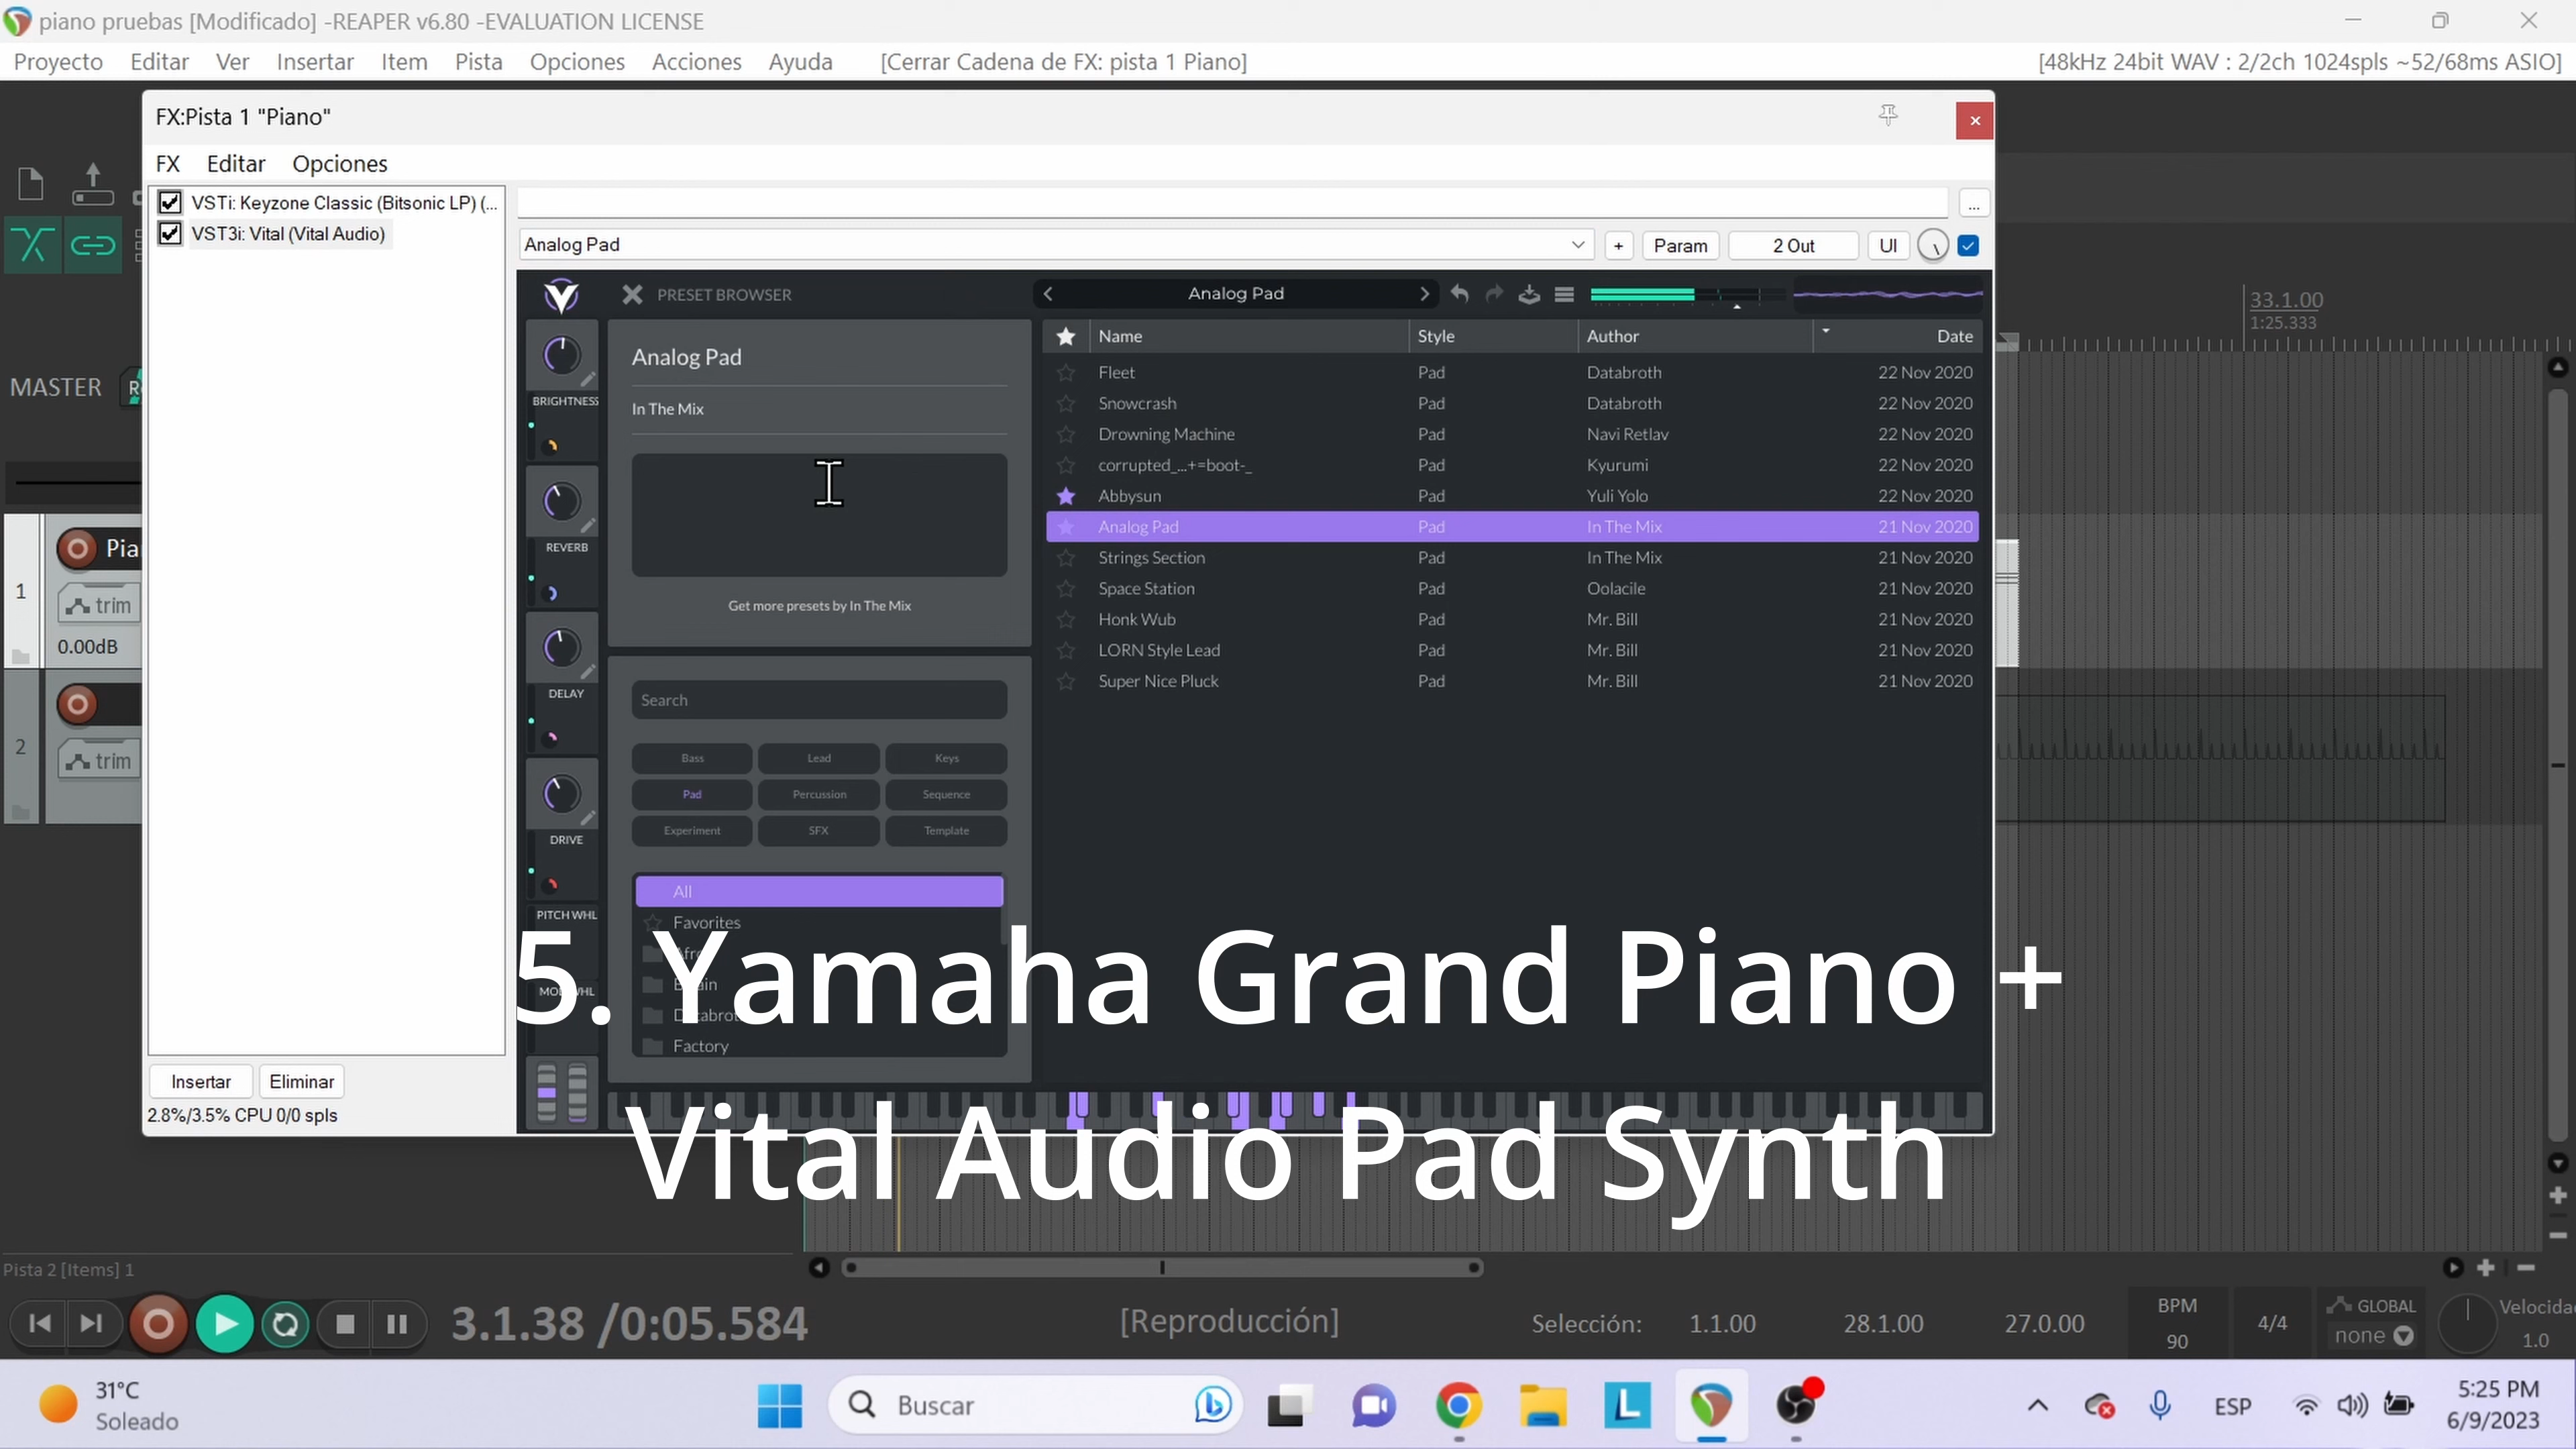 piano pruebas [Modificado] -REAPER v6.80 -EVALUATION LICENSE
Proyecto Editar Ver Insertar Item Pista Opciones Acciones Ayuda [Cerrar Cadena de FX: pista 1 Piano] [48kHz 24bit WAV : 2/2ch 1024spls ~52/68ms ASIO]
FX:Pista 1 "Piano"
FX Editar Opciones
VSTi: Keyzone Classic (Bitsonic LP) (...
VST3i: Vital (Vital Audio)
...
Analog Pad + Param 2 Out UI
PRESET BROWSER Analog Pad
Analog Pad
In The Mix
Get more presets by In The Mix
Search
Bass Lead Keys
Pad Percussion Sequence
Experiment SFX Template
All
Favorites
Factory
BRIGHTNESS
REVERB
DELAY
DRIVE
PITCH WHL
Name Style Author Date
Fleet Pad Databroth 22 Nov 2020
Snowcrash Pad Databroth 22 Nov 2020
Drowning Machine Pad Navi Retlav 22 Nov 2020
corrupted_...+=boot-_ Pad Kyurumi 22 Nov 2020
Abbysun Pad Yuli Yolo 22 Nov 2020
Analog Pad Pad In The Mix 21 Nov 2020
Strings Section Pad In The Mix 21 Nov 2020
Space Station Pad Oolacile 21 Nov 2020
Honk Wub Pad Mr. Bill 21 Nov 2020
LORN Style Lead Pad Mr. Bill 21 Nov 2020
Super Nice Pluck Pad Mr. Bill 21 Nov 2020
33.1.00
1:25.333
MASTER
1
trim
0.00dB
2
trim
Insertar Eliminar
2.8%/3.5% CPU 0/0 spls
5. Yamaha Grand Piano +
Vital Audio Pad Synth
Pista 2 [Items] 1
3.1.38 /0:05.584 [Reproducción] Selección: 1.1.00 28.1.00 27.0.00
BPM
90
4/4
GLOBAL
none
1.0
31°C
Soleado
Buscar
ESP
5:25 PM
6/9/2023